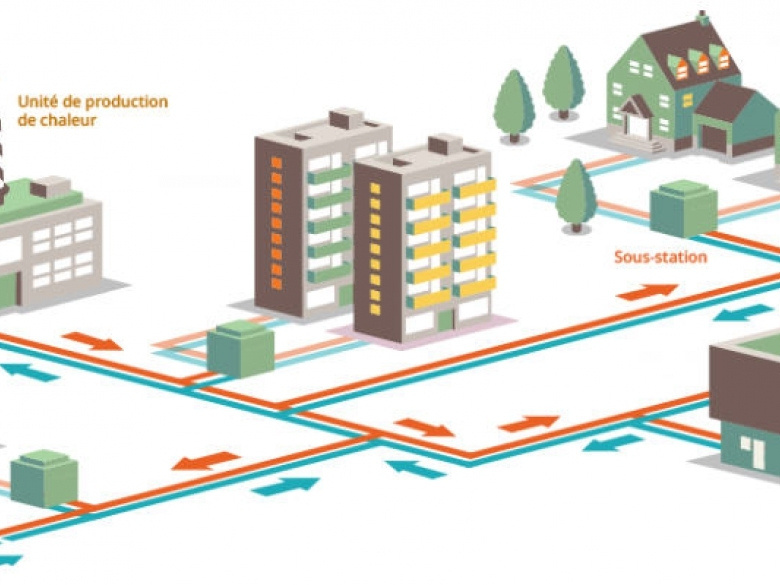 Unité de production
de chaleur
Sous-station